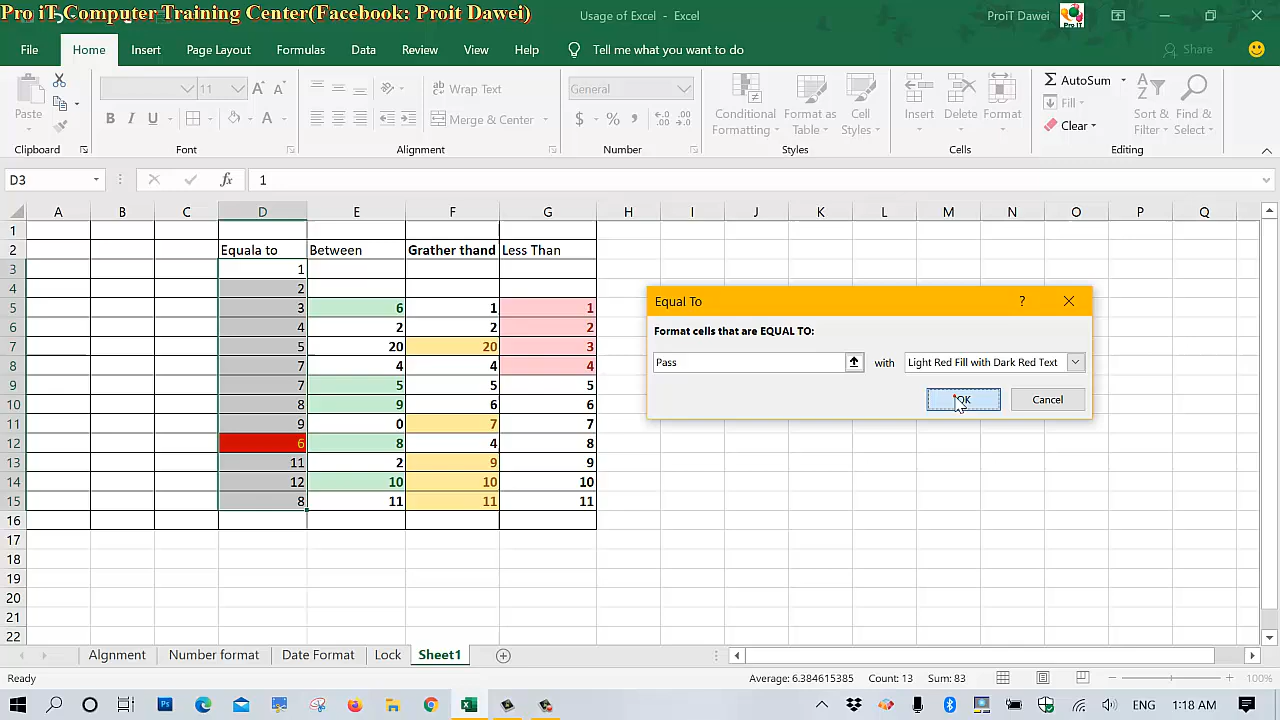 Pro iT Computer Training Center(Facebook: Proit Dawei)
Usage of Excel - Excel
ProiT Dawei
File Home Insert Page Layout Formulas Data Review View Help Tell me what you want to do Share
Paste
11
B I U
Wrap Text
Merge & Center
General
$ % ,
Conditional Formatting
Format as Table
Cell Styles
Insert Delete Format
AutoSum
Fill
Clear
Sort & Filter
Find & Select
Clipboard Font Alignment Number Styles Cells Editing
D3 fx 1
A B C D E F G H I J K L M N O P Q
1
2 Equala to Between Grather thand Less Than
3 1
4 2
5 3 6 1 1
6 4 2 2 2
7 5 20 20 3
8 7 4 4 4
9 7 5 5 5
10 8 9 6 6
11 9 0 7 7
12 6 8 4 8
13 11 2 9 9
14 12 10 10 10
15 8 11 11 11
16
17
18
19
20
21
22
Equal To ?
Format cells that are EQUAL TO:
Pass with Light Red Fill with Dark Red Text
OK Cancel
Alignment Number format Date Format Lock Sheet1
Ready Average: 6.384615385 Count: 13 Sum: 83 100%
1:18 AM